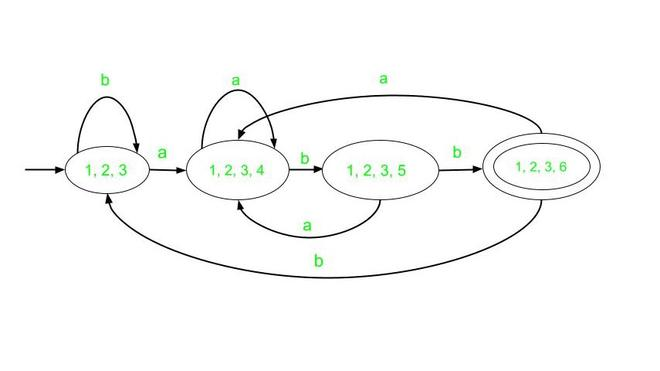 b
a
a
a
b
b
1, 2, 3
1, 2, 3, 4
1, 2, 3, 5
1, 2, 3, 6
a
b